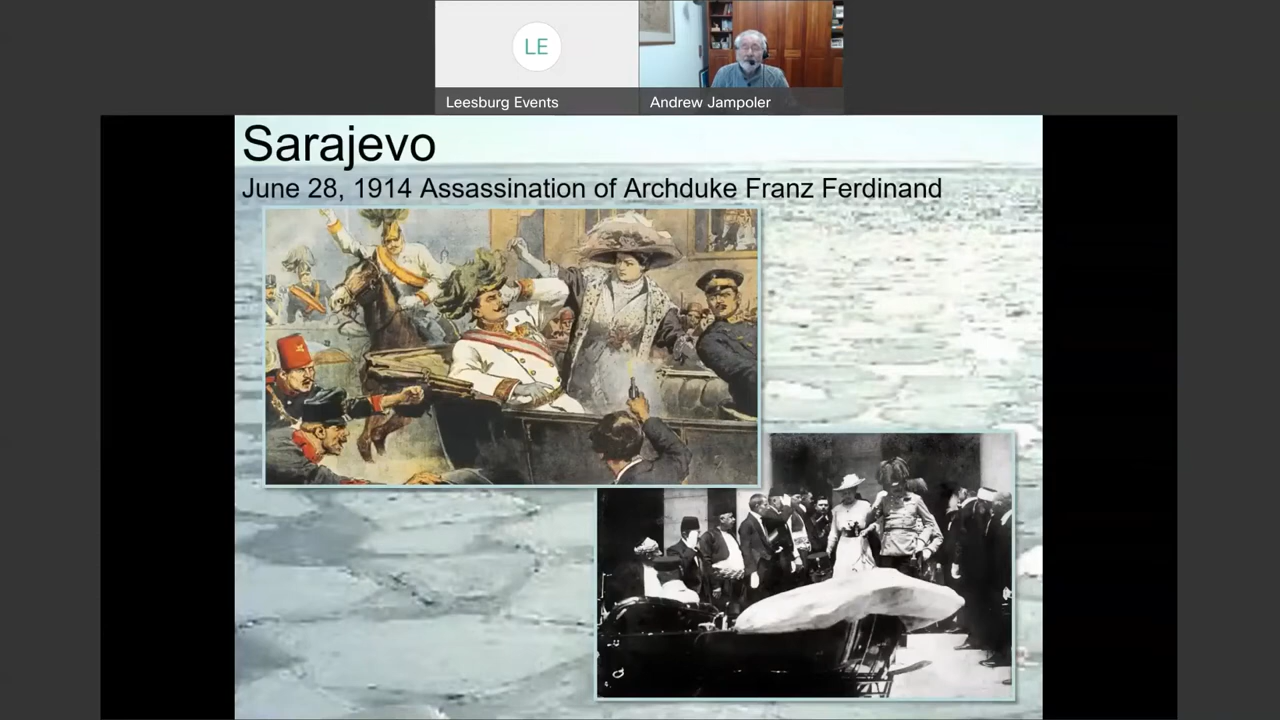 LE
Leesburg Events
Andrew Jampoler
Sarajevo
June 28, 1914 Assassination of Archduke Franz Ferdinand